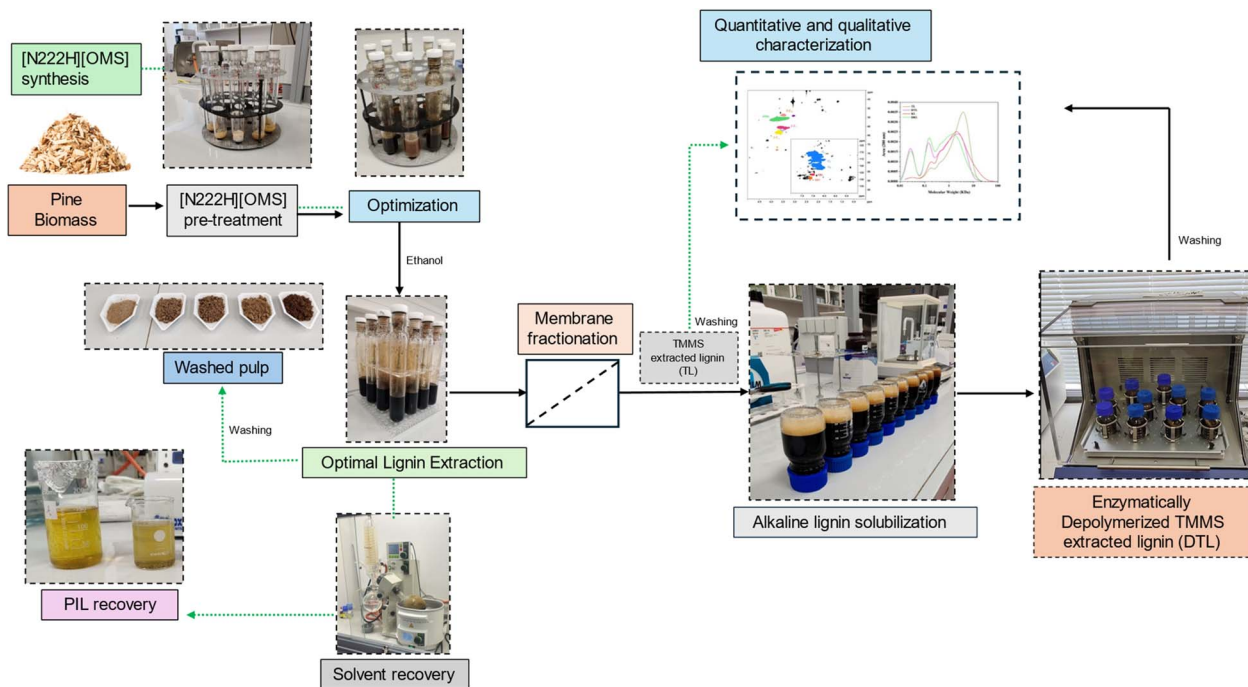 [N222H][OMS]
synthesis
Quantitative and qualitative
characterization
Pine
Biomass
[N222H][OMS]
pre-treatment
Optimization
Ethanol
Washing
Washed pulp
Membrane
fractionation
Washing
TMMS
extracted lignin
(TL)
Washing
Optimal Lignin Extraction
Alkaline lignin solubilization
Enzymatically
Depolymerized TMMS
extracted lignin (DTL)
PIL recovery
Solvent recovery
Molecular Weight (KDa)